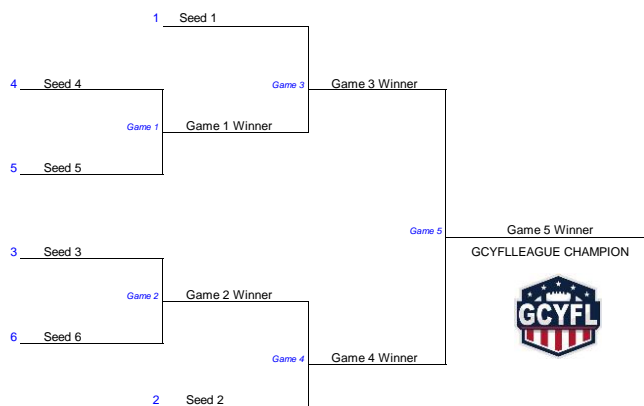 1 Seed 1
4 Seed 4
Game 3 Game 3 Winner
Game 1 Game 1 Winner
5 Seed 5
Game 5 Game 5 Winner
3 Seed 3
GCYFLLEAGUE CHAMPION
Game 2 Game 2 Winner
GCYFL
6 Seed 6
Game 4 Game 4 Winner
2 Seed 2